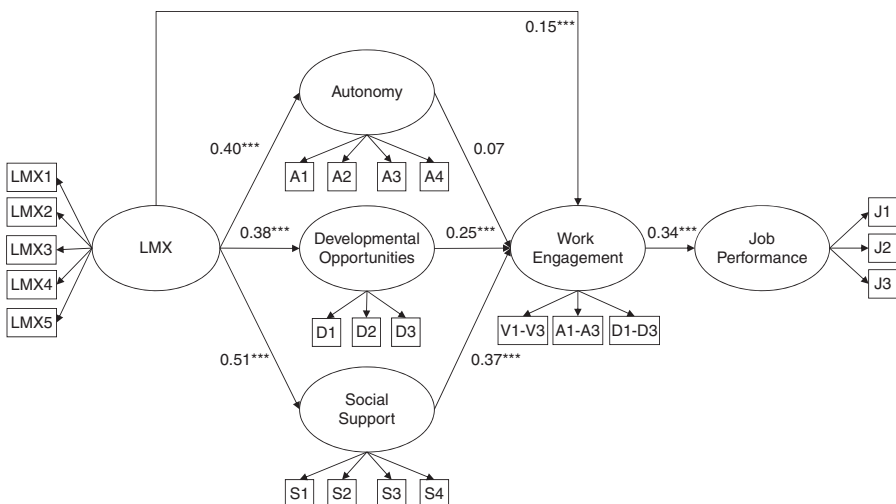 0.15***
Autonomy
0.40***
0.07
A1 A2 A3 A4
LMX1
LMX2
LMX3
LMX4
LMX5
LMX
0.38***
Developmental
Opportunities
0.25***
Work
Engagement
0.34***
Job
Performance
J1
J2
J3
D1 D2 D3
V1-V3 A1-A3 D1-D3
0.51***
0.37***
Social
Support
S1 S2 S3 S4